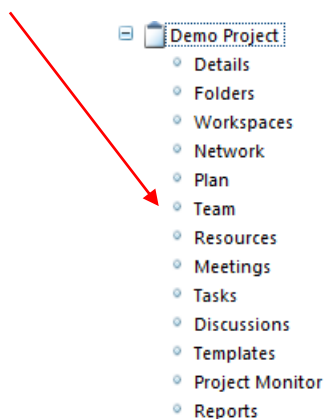 Demo Project
Details
Folders
Workspaces
Network
Plan
Team
Resources
Meetings
Tasks
Discussions
Templates
Project Monitor
Reports